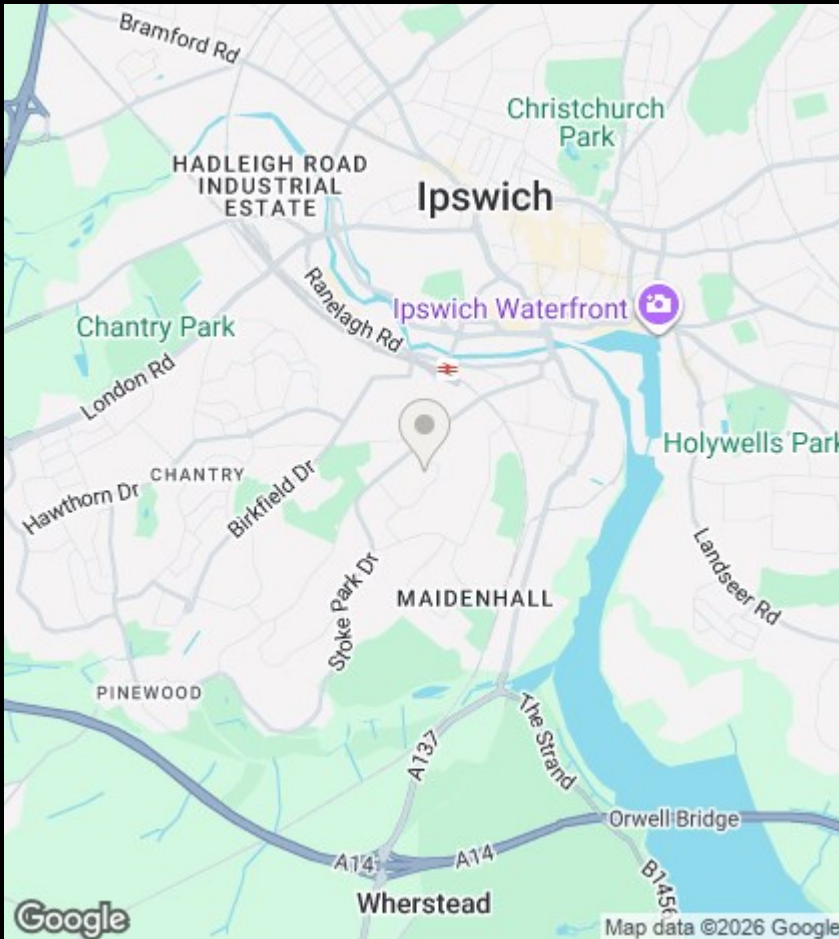 Bramford Rd
Christchurch
Park
HADLEIGH ROAD
INDUSTRIAL
ESTATE
Ipswich
Ranelagh Rd
Ipswich Waterfront
Chantry Park
London Rd
Holywells Park
CHANTRY
Hawthorn Dr
Birkfield Dr
Landseer Rd
Stoke Park Dr
MAIDENHALL
PINEWOOD
The Strand
A137
Orwell Bridge
A14
A14
B1456
Wherstead
Google
Map data ©2026 Google